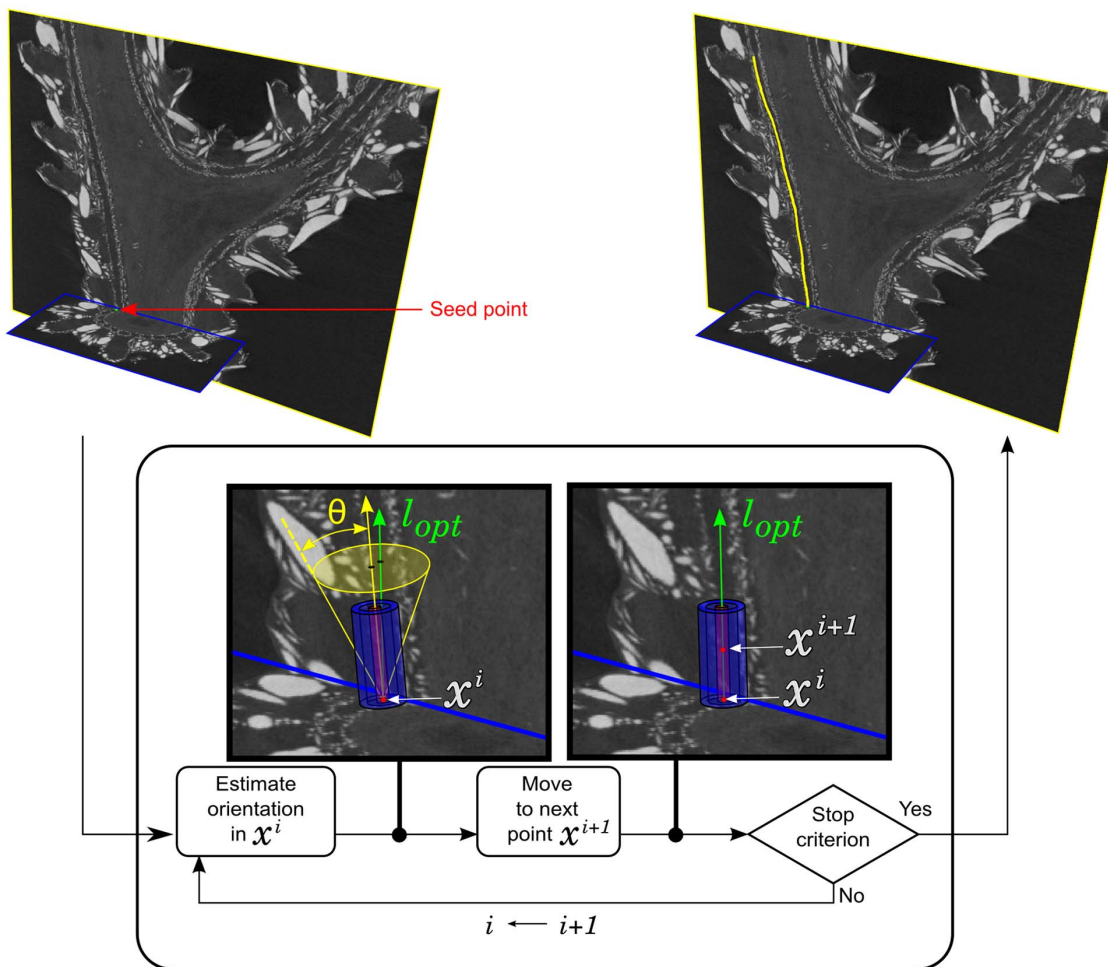 Seed point
θ
l_opt
l_opt
x^{i+1}
x^i
x^i
Estimate
orientation
in x^i
Move
to next
point x^{i+1}
Stop
criterion
Yes
No
i ← i+1